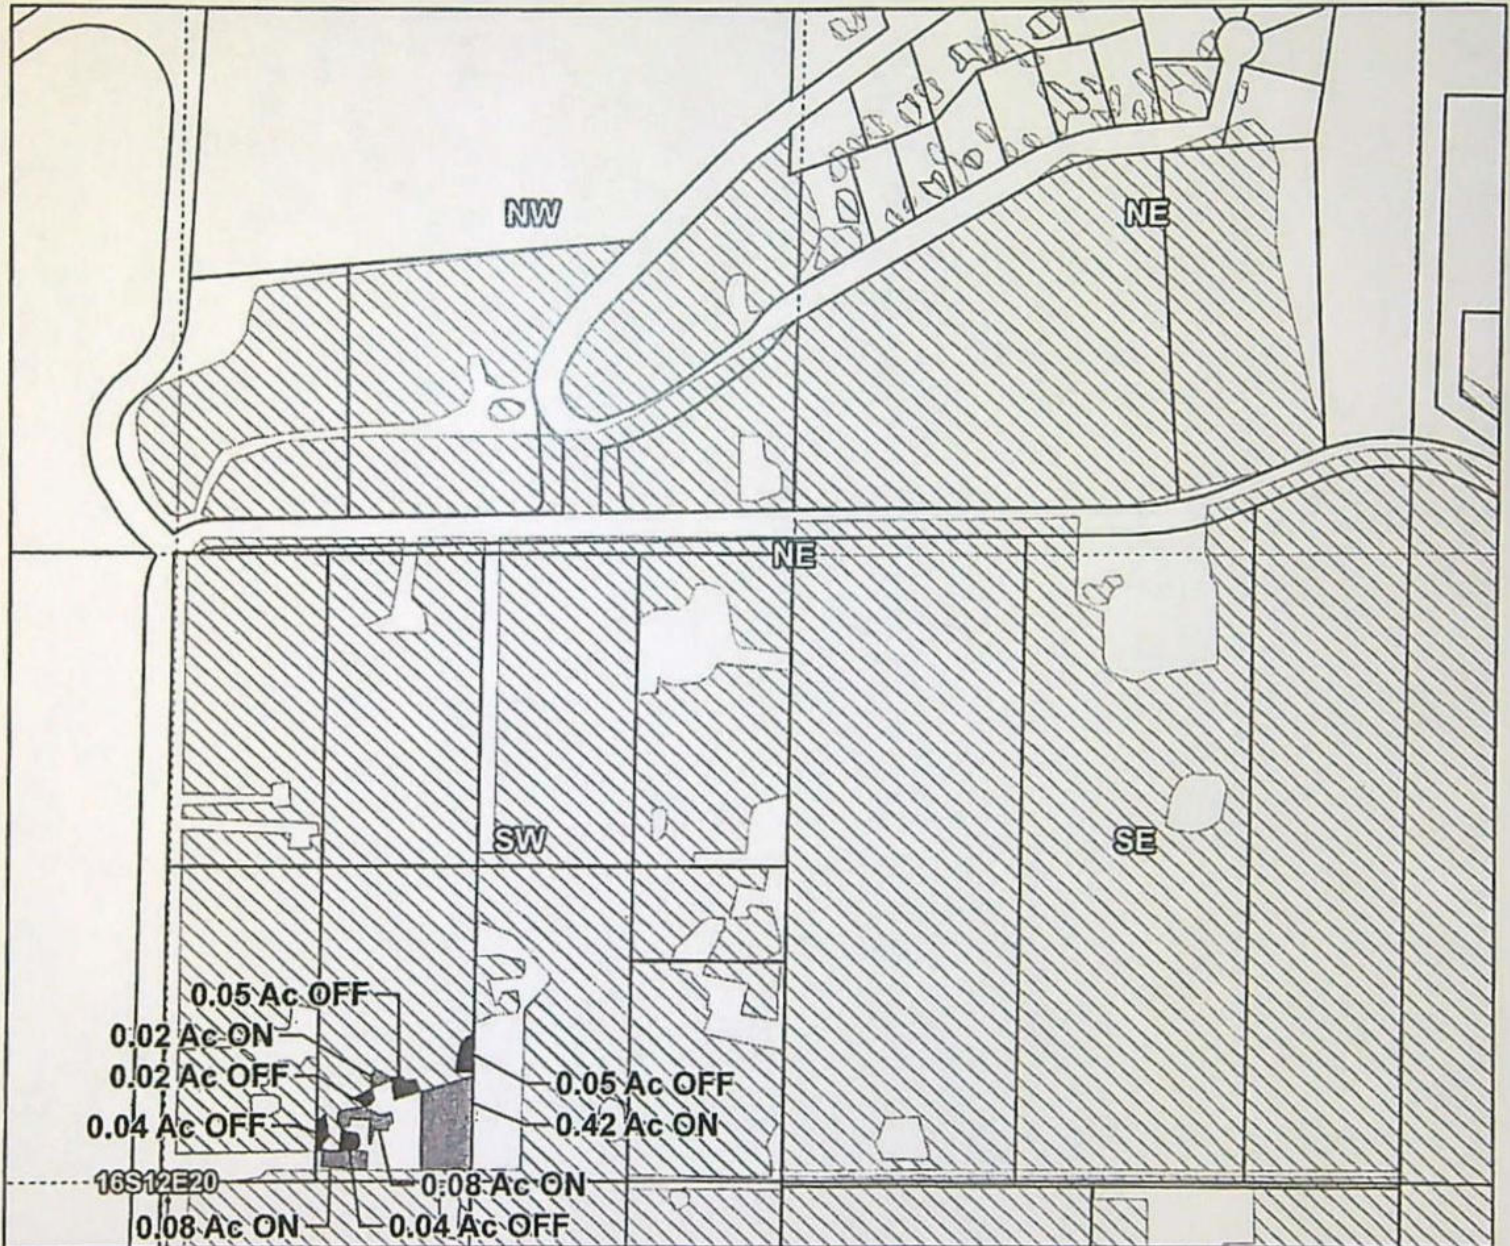 NW
NE
NE
SW
SE
0.05 Ac OFF
0.02 Ac ON
0.02 Ac OFF
0.05 Ac OFF
0.04 Ac OFF
0.42 Ac ON
16S12E20
0.08 Ac ON
0.08 Ac ON
0.04 Ac OFF